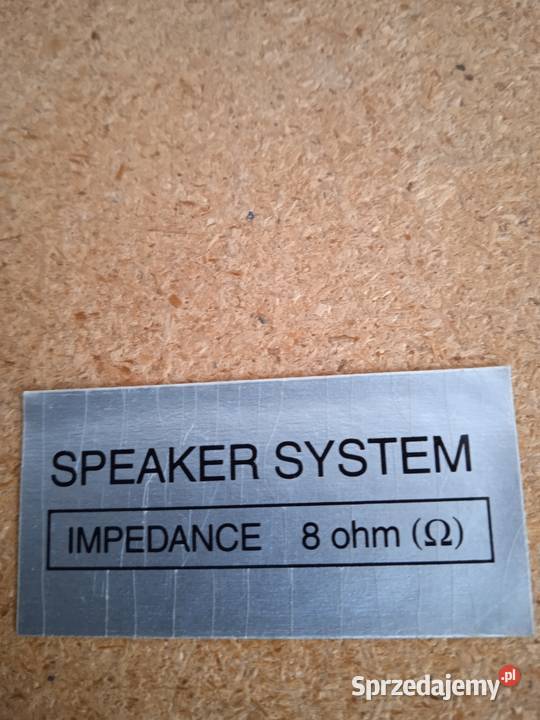 SPEAKER SYSTEM
IMPEDANCE 8 ohm (Ω)
Sprzedajemy.pl